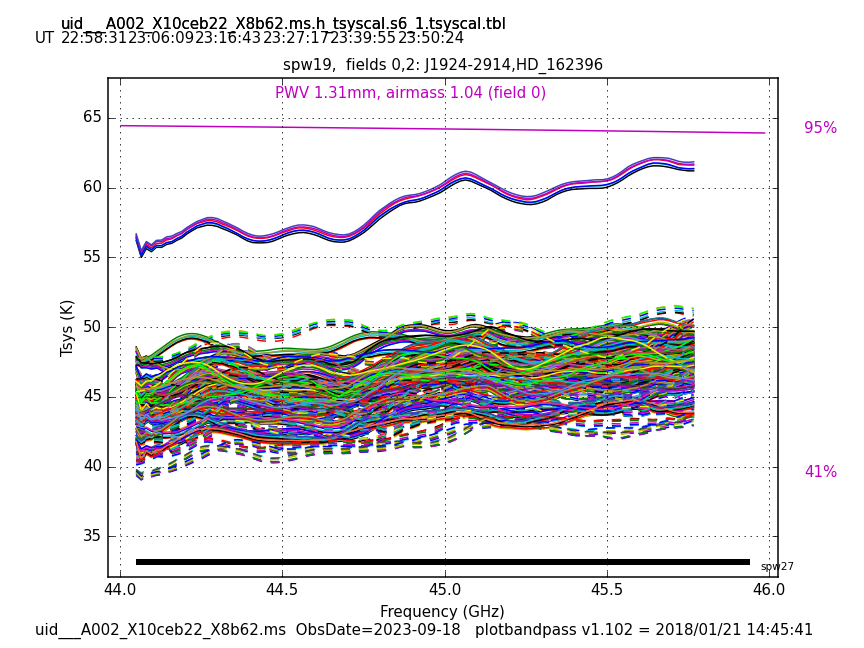 uid___A002_X10ceb22_X8b62.ms.h_tsyscal.s6_1.tsyscal.tbl
UT 22:58:31 23:06:09 23:16:43 23:27:17 23:39:55 23:50:24
spw19, fields 0,2: J1924-2914,HD_162396
PWV 1.31mm, airmass 1.04 (field 0)
65
95%
60
55
50
Tsys (K)
45
40
41%
35
spw27
44.0 44.5 45.0 45.5 46.0
Frequency (GHz)
uid___A002_X10ceb22_X8b62.ms ObsDate=2023-09-18 plotbandpass v1.102 = 2018/01/21 14:45:41